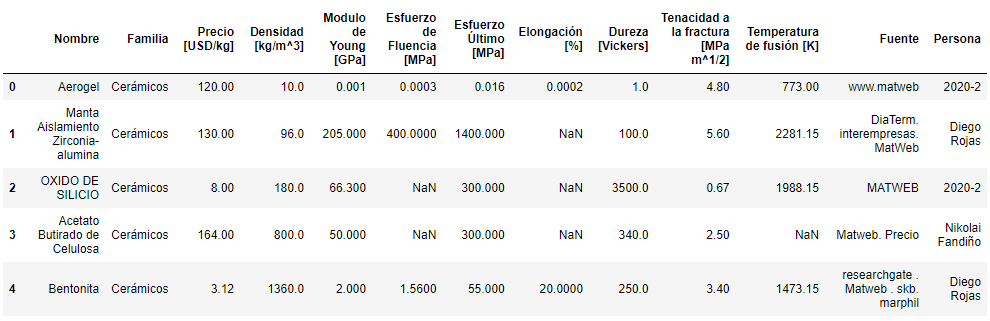 Nombre Familia Precio [USD/kg] Densidad [kg/m^3] Modulo de Young [GPa] Esfuerzo de Fluencia [MPa] Esfuerzo Último [MPa] Elongación [%] Dureza [Vickers] Tenacidad a la fractura [MPa m^1/2] Temperatura de fusión [K] Fuente Persona
0 Aerogel Cerámicos 120.00 10.0 0.001 0.0003 0.016 0.0002 1.0 4.80 773.00 www.matweb 2020-2
1 Manta Aislamiento Zirconia-alumina Cerámicos 130.00 96.0 205.000 400.0000 1400.000 NaN 100.0 5.60 2281.15 DiaTerm. interempresas. MatWeb Diego Rojas
2 OXIDO DE SILICIO Cerámicos 8.00 180.0 66.300 NaN 300.000 NaN 3500.0 0.67 1988.15 MATWEB 2020-2
3 Acetato Butirado de Celulosa Cerámicos 164.00 800.0 50.000 NaN 300.000 NaN 340.0 2.50 NaN Matweb. Precio Nikolai Fandiño
4 Bentonita Cerámicos 3.12 1360.0 2.000 1.5600 55.000 20.0000 250.0 3.40 1473.15 researchgate . Matweb . skb. marphil Diego Rojas